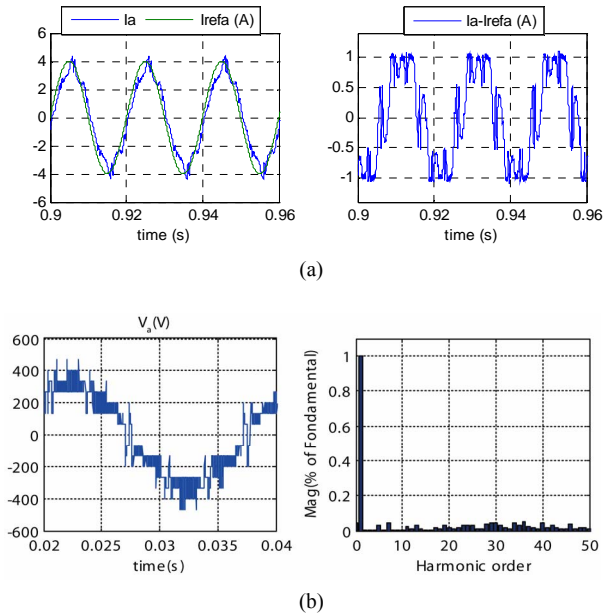 Ia Irefa (A)
Ia-Irefa (A)
6
4
2
0
-2
-4
-6
0.9 0.92 0.94 0.96
time (s)
1
0.5
0
-0.5
-1
0.9 0.92 0.94 0.96
time (s)
(a)
Va(V)
600
400
200
0
-200
-400
-600
0.02 0.025 0.03 0.035 0.04
time(s)
Mag(% of Fondamental)
1
0.8
0.6
0.4
0.2
0
0 10 20 30 40 50
Harmonic order
(b)